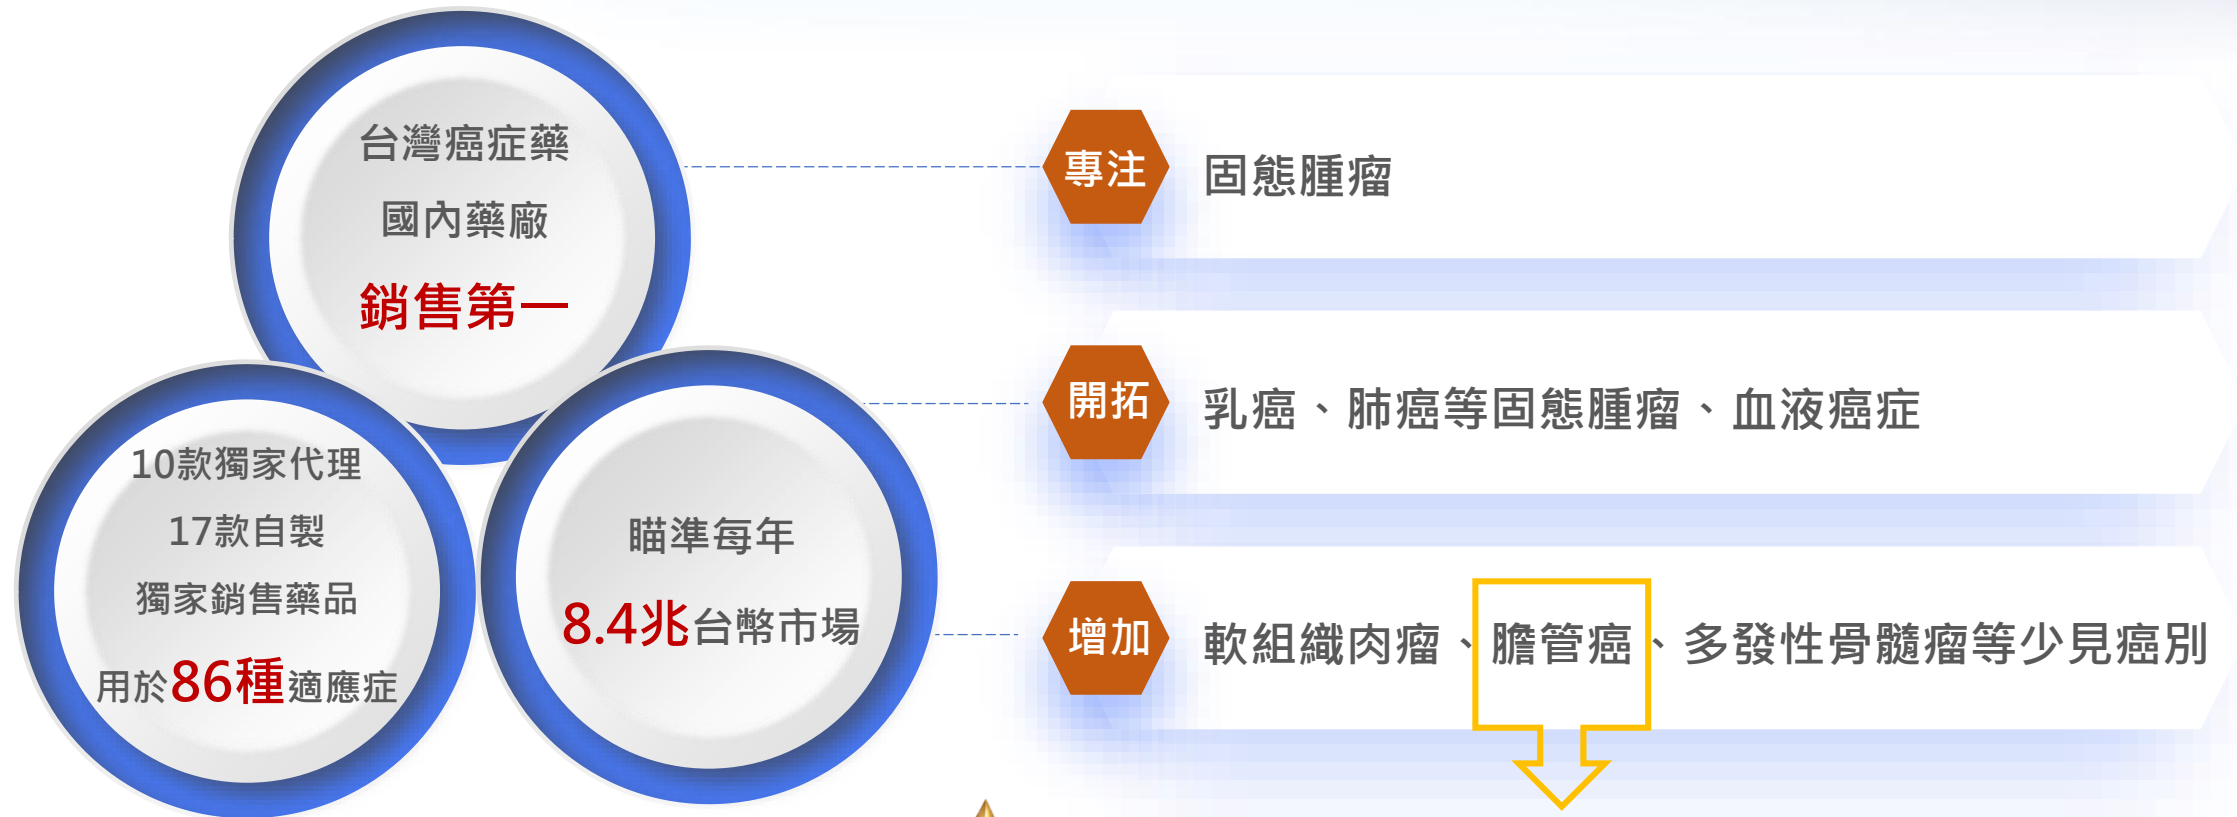 台灣癌症藥
國內藥廠
銷售第一
10款獨家代理
17款自製
獨家銷售藥品
用於86種適應症
瞄準每年
8.4兆台幣市場
專注
固態腫瘤
開拓
乳癌、肺癌等固態腫瘤、血液癌症
增加
軟組織肉瘤、膽管癌、多發性骨髓瘤等少見癌別